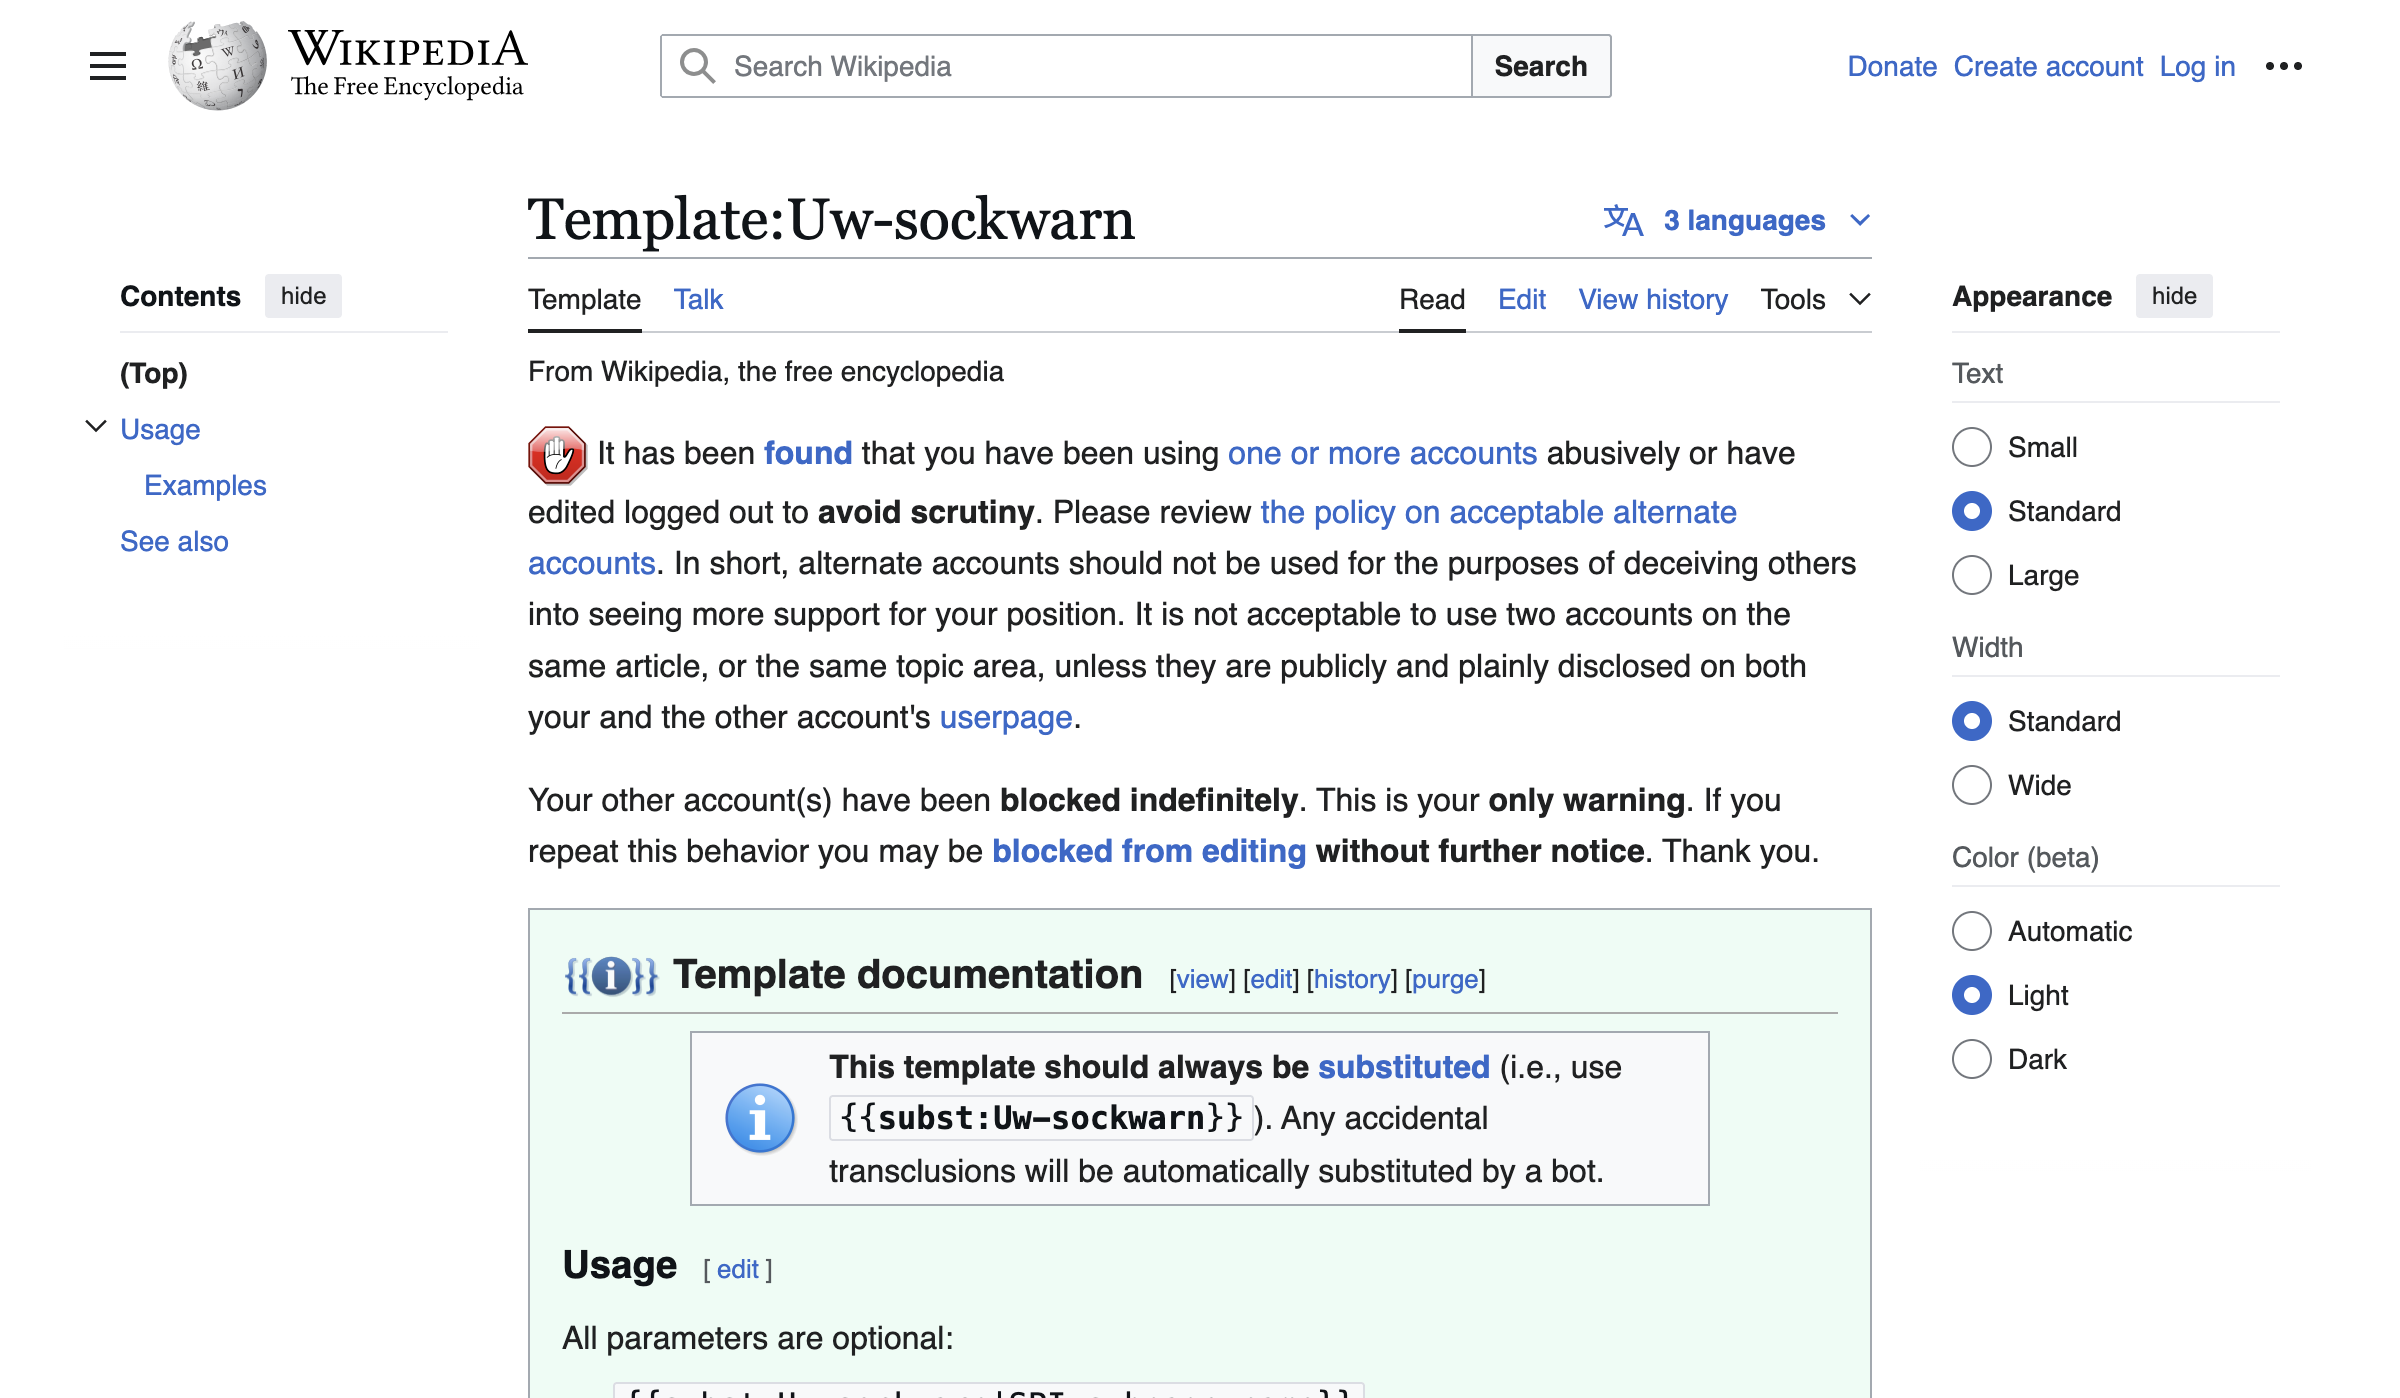 WIKIPEDIA
The Free Encyclopedia
Search Wikipedia
Search
Donate Create account Log in
Contents hide
(Top)
Usage
Examples
See also
Template:Uw-sockwarn
3 languages
Template Talk
Read Edit View history Tools
From Wikipedia, the free encyclopedia
It has been found that you have been using one or more accounts abusively or have
edited logged out to avoid scrutiny. Please review the policy on acceptable alternate
accounts. In short, alternate accounts should not be used for the purposes of deceiving others
into seeing more support for your position. It is not acceptable to use two accounts on the
same article, or the same topic area, unless they are publicly and plainly disclosed on both
your and the other account's userpage.
Your other account(s) have been blocked indefinitely. This is your only warning. If you
repeat this behavior you may be blocked from editing without further notice. Thank you.
{{i}} Template documentation [view] [edit] [history] [purge]
This template should always be substituted (i.e., use
{{subst:Uw-sockwarn}}). Any accidental
transclusions will be automatically substituted by a bot.
Usage [ edit ]
All parameters are optional:
Appearance hide
Text
Small
Standard
Large
Width
Standard
Wide
Color (beta)
Automatic
Light
Dark